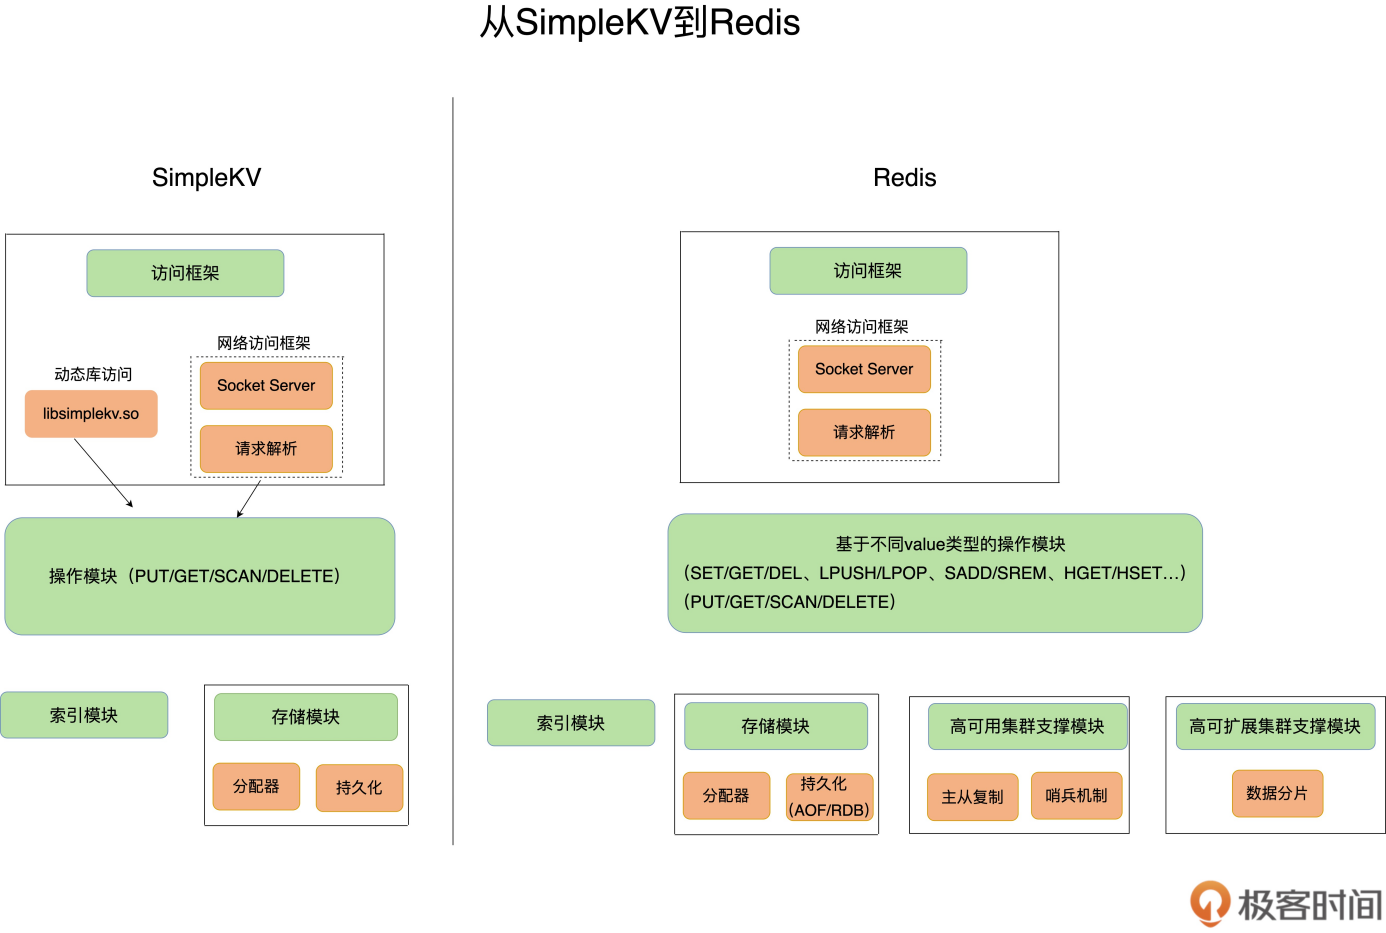 从SimpleKV到Redis
SimpleKV
访问框架
网络访问框架
动态库访问
Socket Server
libsimplekv.so
请求解析
操作模块（PUT/GET/SCAN/DELETE）
索引模块
存储模块
分配器
持久化
Redis
访问框架
网络访问框架
Socket Server
请求解析
基于不同value类型的操作模块
（SET/GET/DEL、LPUSH/LPOP、SADD/SREM、HGET/HSET...）
（PUT/GET/SCAN/DELETE）
索引模块
存储模块
分配器
持久化
（AOF/RDB）
高可用集群支撑模块
主从复制
哨兵机制
高可扩展集群支撑模块
数据分片
极客时间